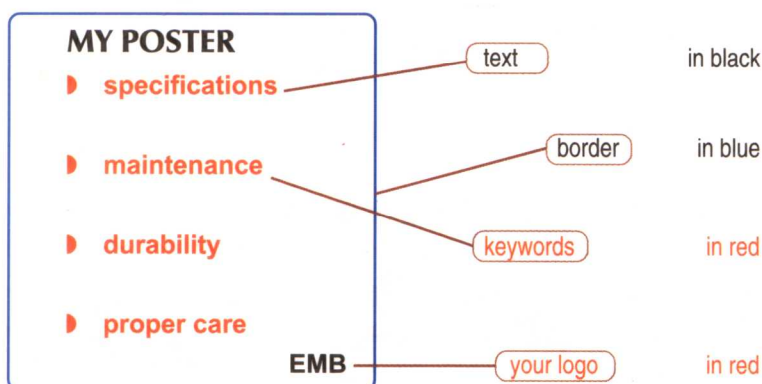 MY POSTER
specifications
text in black
border in blue
maintenance
keywords in red
durability
proper care
EMB your logo in red